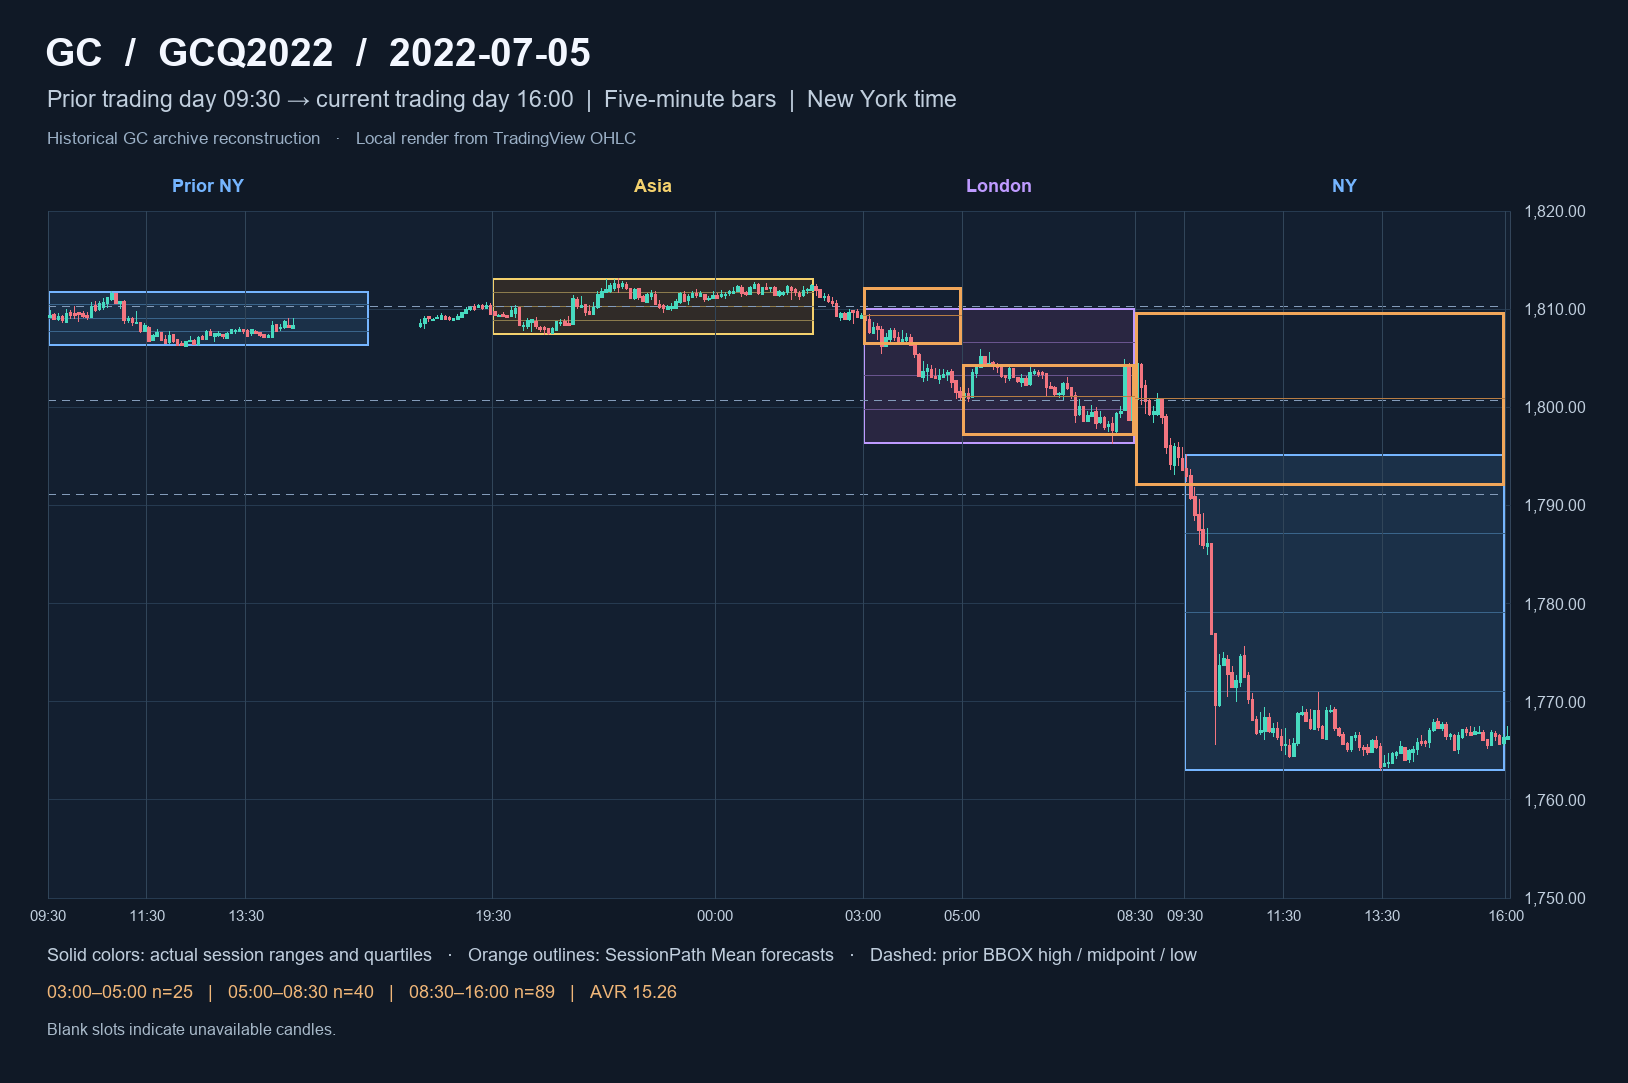 GC / GCQ2022 / 2022-07-05
Prior trading day 09:30 → current trading day 16:00 | Five-minute bars | New York time
Historical GC archive reconstruction · Local render from TradingView OHLC
Prior NY Asia London NY
1,820.00
1,810.00
1,800.00
1,790.00
1,780.00
1,770.00
1,760.00
1,750.00
09:30 11:30 13:30 19:30 00:00 03:00 05:00 08:30 09:30 11:30 13:30 16:00
Solid colors: actual session ranges and quartiles · Orange outlines: SessionPath Mean forecasts · Dashed: prior BBOX high / midpoint / low
03:00–05:00 n=25 | 05:00–08:30 n=40 | 08:30–16:00 n=89 | AVR 15.26
Blank slots indicate unavailable candles.